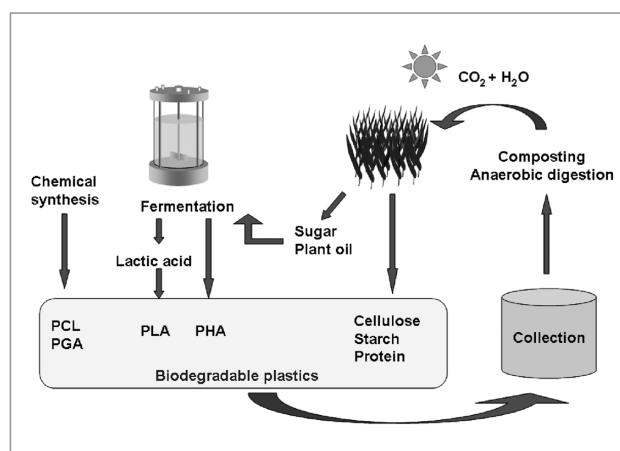 CO₂ + H₂O
Composting
Anaerobic digestion
Chemical
synthesis
Fermentation
Sugar
Plant oil
Lactic acid
PCL
PGA
PLA
PHA
Cellulose
Starch
Protein
Biodegradable plastics
Collection